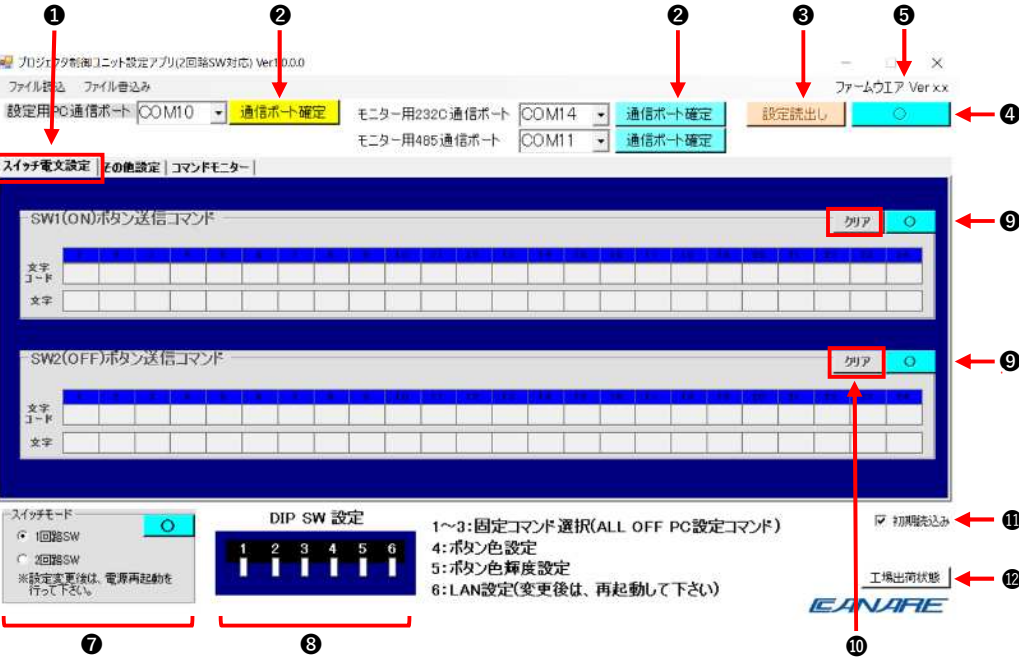 ❶ ❷ ❷ ❸ ❺
プロジェクタ制御ユニット設定アプリ(2回路SW対応) Ver1.0.0.0
ファイル読込 ファイル書込み ファームウエア Ver x.x
設定用PC通信ポート COM10 通信ポート確定 モニター用232C通信ポート COM14 通信ポート確定 設定読出し ○ ❹
モニター用485通信ポート COM11 通信ポート確定
スイッチ電文設定 その他設定 コマンドモニター
SW1(ON)ボタン送信コマンド クリア ○ ❾
文字
コード
文字
SW2(OFF)ボタン送信コマンド クリア ○ ❾
文字
コード
文字
スイッチモード ○
1回路SW
2回路SW
※設定変更後は、電源再起動を
行って下さい。
DIP SW 設定
1 2 3 4 5 6
1~3:固定コマンド選択(ALL OFF PC設定コマンド)
4:ボタン色設定
5:ボタン色輝度設定
6:LAN設定(変更後は、再起動して下さい)
初期読込み ⓫
工場出荷状態 ⓬
CANARE
❼ ❽ ❿